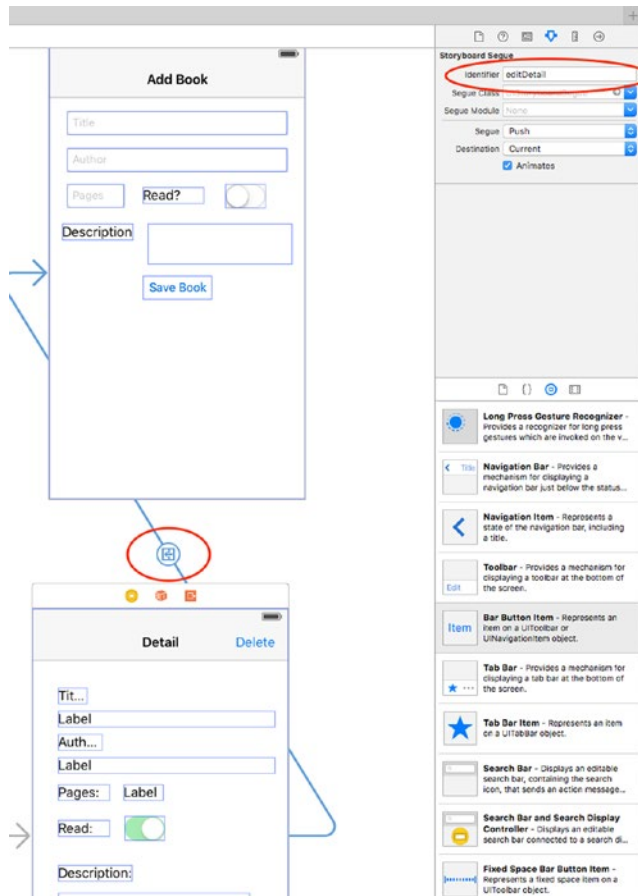 Add Book
Title
Author
Pages
Read?
Description
Save Book
Detail
Delete
Tit...
Label
Auth...
Label
Pages:
Label
Read:
Description:
Storyboard Segue
Identifier editDetail
Segue Class
Segue Module None
Segue Push
Destination Current
Animates
Long Press Gesture Recognizer -
Provides a recognizer for long press
gestures which are invoked on the v...
Title
Navigation Bar - Provides a
mechanism for displaying a
navigation bar just below the status...
Navigation Item - Represents a
state of the navigation bar, including
a title.
Edit
Toolbar - Provides a mechanism for
displaying a toolbar at the bottom of
the screen.
Item
Bar Button Item - Represents an
item on a UIToolbar or
UINavigationItem object.
Tab Bar - Provides a mechanism for
displaying a tab bar at the bottom of
the screen.
Tab Bar Item - Represents an item
on a UITabBar object.
Search Bar - Displays an editable
search bar, containing the search
icon, that sends an action message...
Search Bar and Search Display
Controller - Displays an editable
search bar connected to a search di...
Fixed Space Bar Button Item -
Represents a fixed space item on a
UIToolbar object.